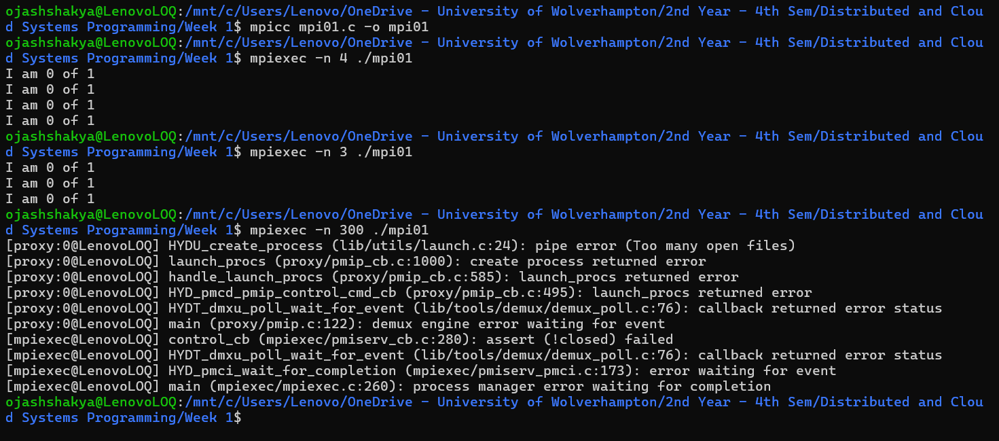 ojashshakya@LenovoLOQ:/mnt/c/Users/Lenovo/OneDrive - University of Wolverhampton/2nd Year - 4th Sem/Distributed and Clou
d Systems Programming/Week 1$ mpicc mpi01.c -o mpi01
ojashshakya@LenovoLOQ:/mnt/c/Users/Lenovo/OneDrive - University of Wolverhampton/2nd Year - 4th Sem/Distributed and Clou
d Systems Programming/Week 1$ mpiexec -n 4 ./mpi01
I am 0 of 1
I am 0 of 1
I am 0 of 1
I am 0 of 1
ojashshakya@LenovoLOQ:/mnt/c/Users/Lenovo/OneDrive - University of Wolverhampton/2nd Year - 4th Sem/Distributed and Clou
d Systems Programming/Week 1$ mpiexec -n 3 ./mpi01
I am 0 of 1
I am 0 of 1
I am 0 of 1
ojashshakya@LenovoLOQ:/mnt/c/Users/Lenovo/OneDrive - University of Wolverhampton/2nd Year - 4th Sem/Distributed and Clou
d Systems Programming/Week 1$ mpiexec -n 300 ./mpi01
[proxy:0@LenovoLOQ] HYDU_create_process (lib/utils/launch.c:24): pipe error (Too many open files)
[proxy:0@LenovoLOQ] launch_procs (proxy/pmip_cb.c:1000): create process returned error
[proxy:0@LenovoLOQ] handle_launch_procs (proxy/pmip_cb.c:585): launch_procs returned error
[proxy:0@LenovoLOQ] HYD_pmcd_pmip_control_cmd_cb (proxy/pmip_cb.c:495): launch_procs returned error
[proxy:0@LenovoLOQ] HYDT_dmxu_poll_wait_for_event (lib/tools/demux/demux_poll.c:76): callback returned error status
[proxy:0@LenovoLOQ] main (proxy/pmip.c:122): demux engine error waiting for event
[mpiexec@LenovoLOQ] control_cb (mpiexec/pmiserv_cb.c:280): assert (!closed) failed
[mpiexec@LenovoLOQ] HYDT_dmxu_poll_wait_for_event (lib/tools/demux/demux_poll.c:76): callback returned error status
[mpiexec@LenovoLOQ] HYD_pmci_wait_for_completion (mpiexec/pmiserv_pmci.c:173): error waiting for event
[mpiexec@LenovoLOQ] main (mpiexec/mpiexec.c:260): process manager error waiting for completion
ojashshakya@LenovoLOQ:/mnt/c/Users/Lenovo/OneDrive - University of Wolverhampton/2nd Year - 4th Sem/Distributed and Clou
d Systems Programming/Week 1$